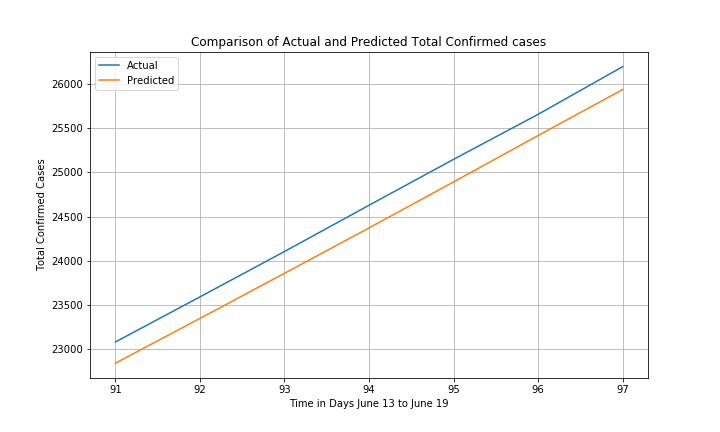 Comparison of Actual and Predicted Total Confirmed cases
Actual
Predicted
Total Confirmed Cases
26000
25500
25000
24500
24000
23500
23000
91 92 93 94 95 96 97
Time in Days June 13 to June 19